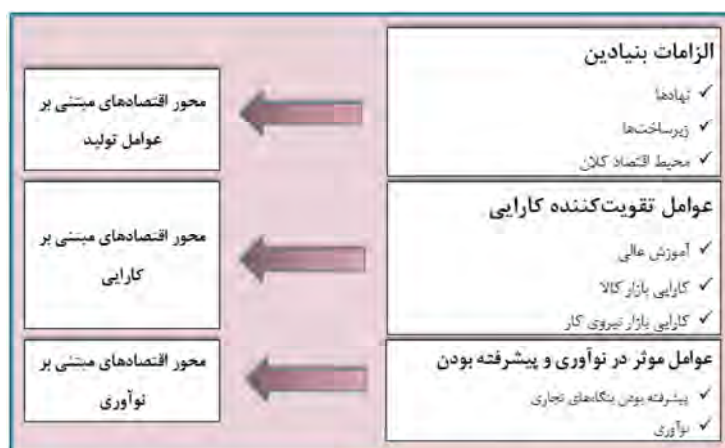 الزامات بنیادین
✓ نهادها
✓ زیرساخت‌ها
✓ محیط اقتصاد کلان
محور اقتصادهای مبتنی بر
عوامل تولید
عوامل تقویت‌کننده کارایی
✓ آموزش عالی
✓ کارایی بازار کالا
✓ کارایی بازار نیروی کار
محور اقتصادهای مبتنی بر
کارایی
عوامل موثر در نوآوری و پیشرفته بودن
✓ پیشرفته بودن بنگاه‌های تجاری
✓ نوآوری
محور اقتصادهای مبتنی بر
نوآوری